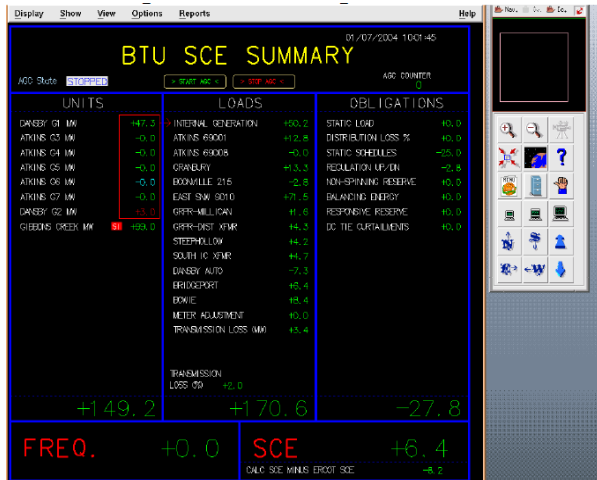 Display Show View Options Reports Help
01/07/2004 10:01:45
BTU SCE SUMMARY
AGC State STOPPED
> START AGC < > STOP AGC <
AGC COUNTER
0
UNITS LOADS OBLIGATIONS
DANSBY G1 MW +47.3
ATKINS G3 MW -0.0
ATKINS G4 MW -0.0
ATKINS G5 MW -0.0
ATKINS G6 MW -0.0
ATKINS G7 MW -0.0
DANSBY G2 MW +3.0
GIBBONS CREEK MW SI +99.0
+149.2
INTERNAL GENERATION +50.2
ATKINS 69001 +12.8
ATKINS 69008 -0.0
GRANBURY +13.3
BOONVILLE 215 -2.8
EAST SNW 9010 +71.5
GRPR-MILLICAN +1.6
GRPR-DIST XFMR +4.3
STEEPHOLLOW +4.2
SOUTH IC XFMR +4.7
DANSBY AUTO -7.3
BRIDGEPORT +6.4
BOWIE +8.4
METER ADJUSTMENT +0.0
TRANSMISSION LOSS (MW) +3.4
TRANSMISSION
LOSS (%) +2.0
+170.6
STATIC LOAD +0.0
DISTRIBUTION LOSS % +0.0
STATIC SCHEDULES -25.0
REGULATION UP/DN -2.8
NON-SPINNING RESERVE +0.0
BALANCING ENERGY +0.0
RESPONSIVE RESERVE +0.0
DC TIE CURTAILMENTS +0.0
-27.8
FREQ. +0.0
SCE +6.4
CALC SCE MINUS ERCOT SCE -8.2
Nav.
MENU